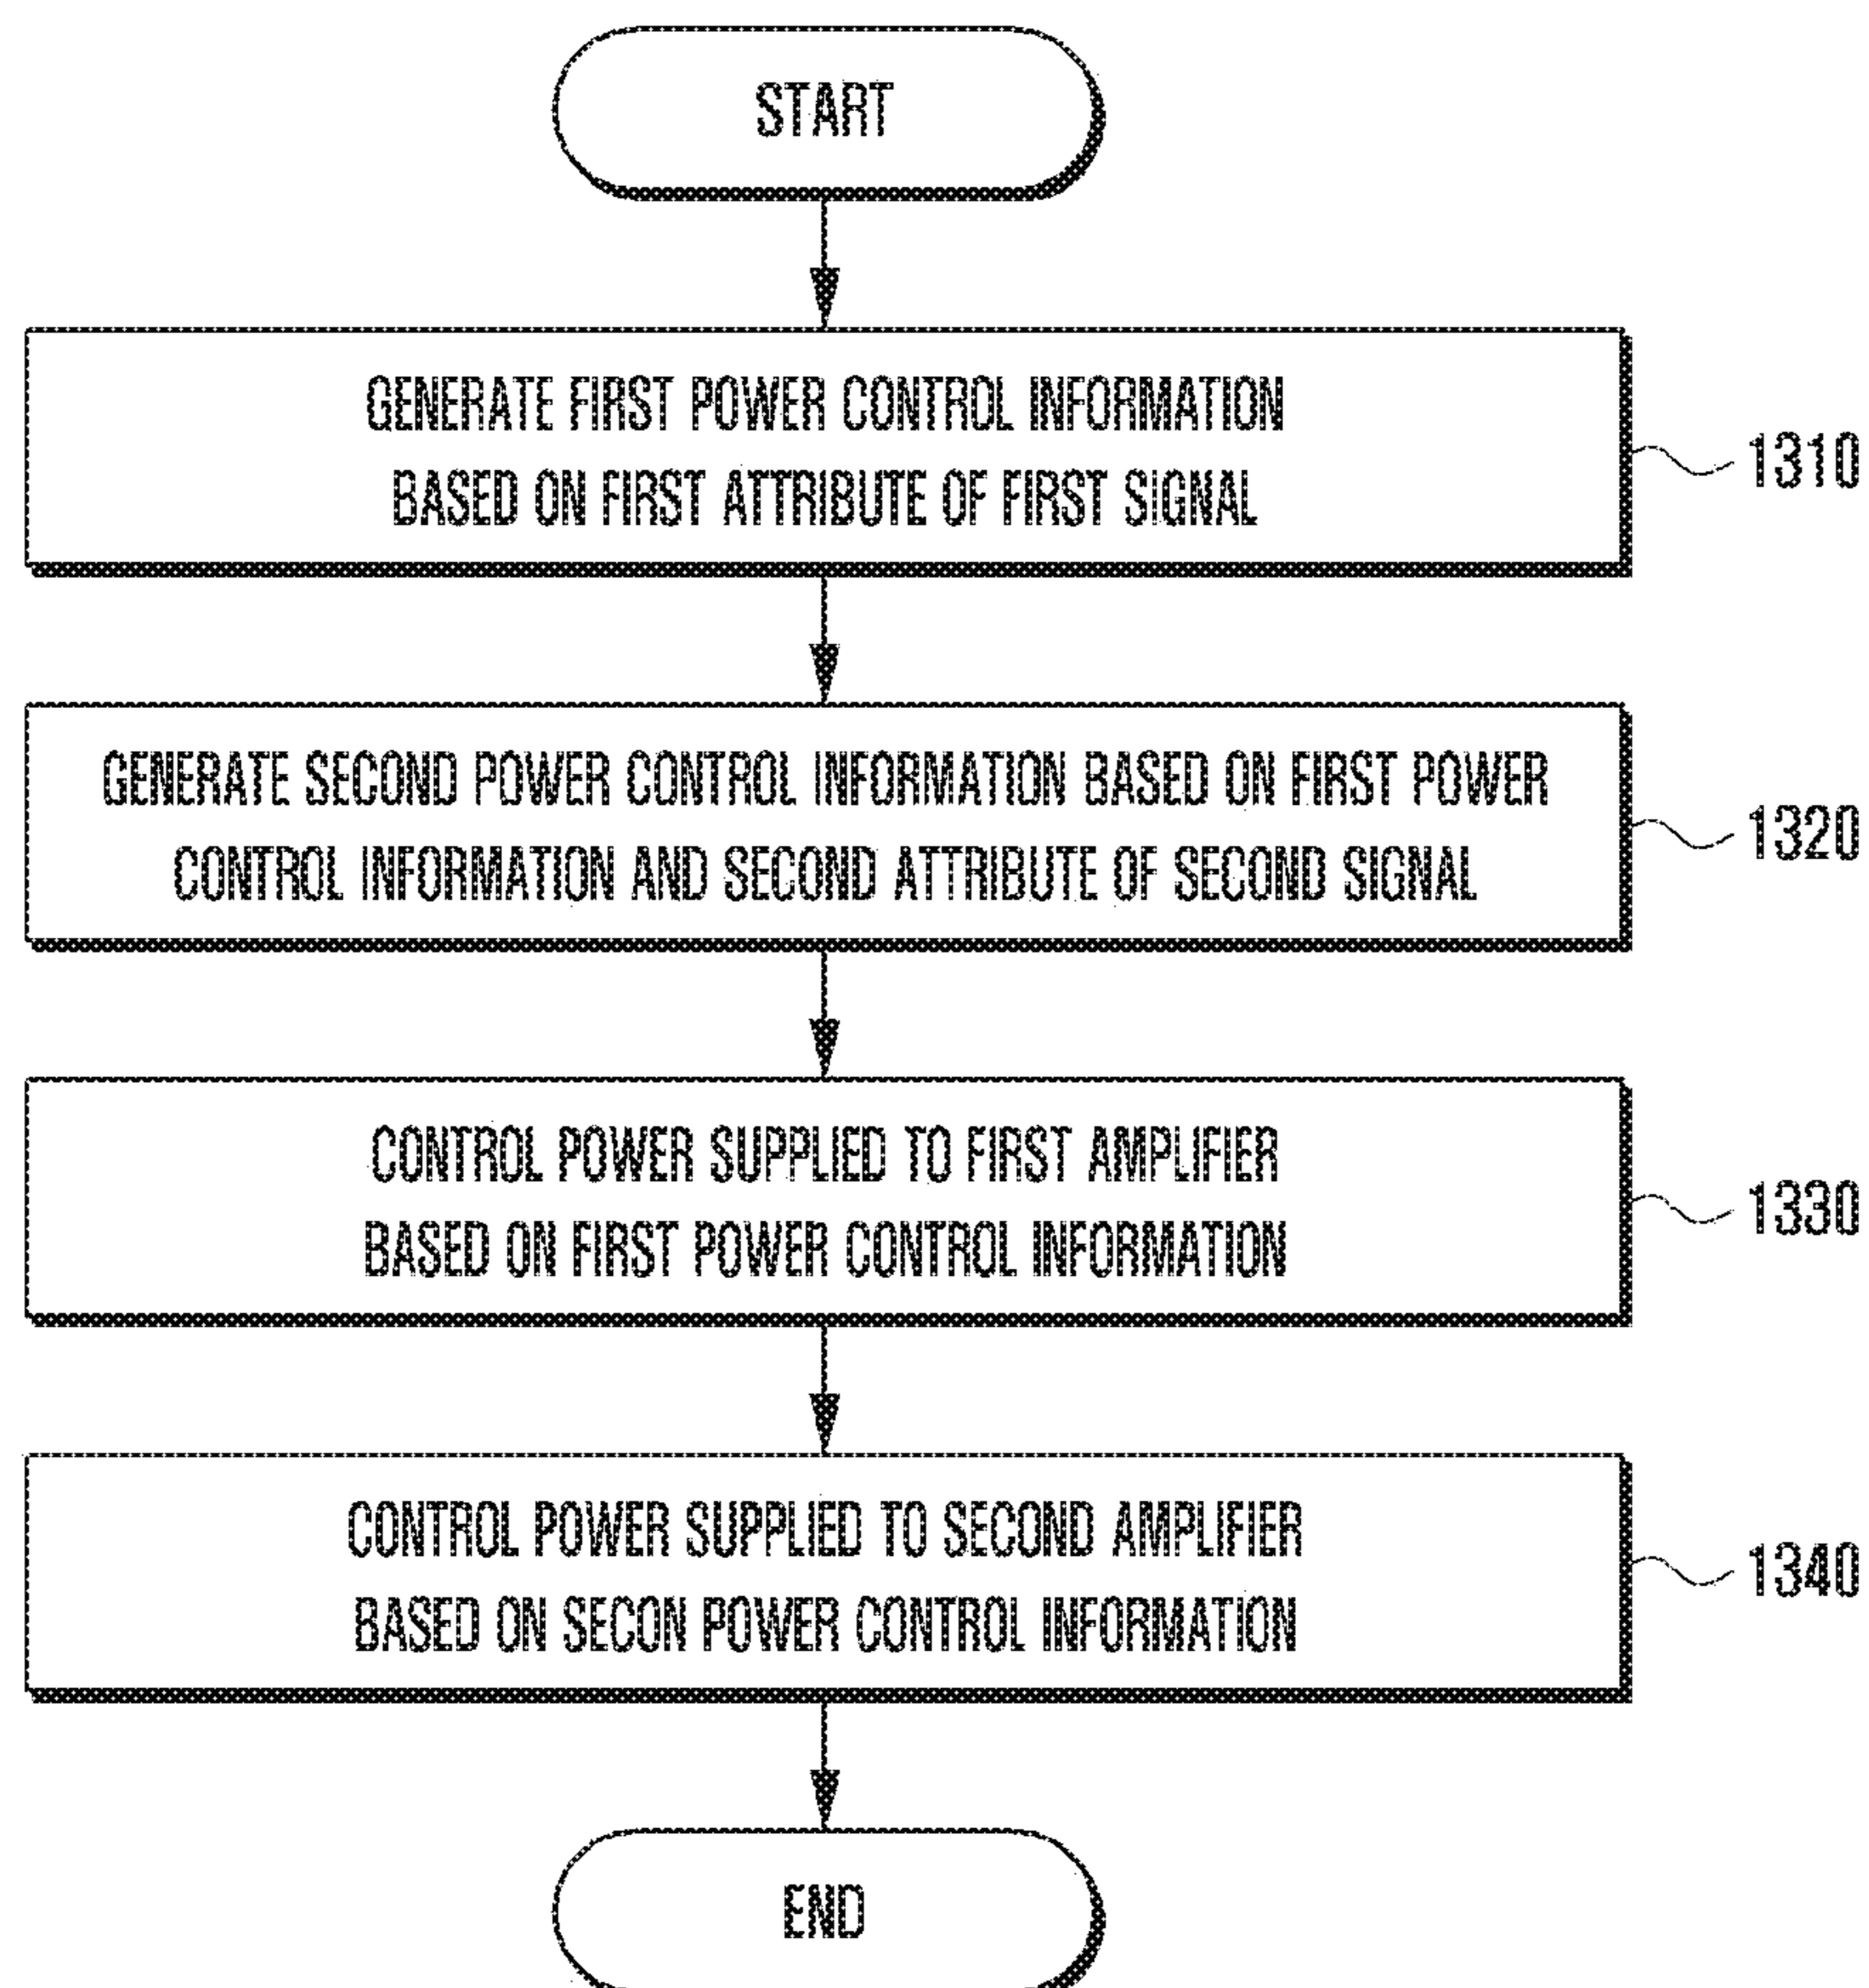 START
GENERATE FIRST POWER CONTROL INFORMATION
BASED ON FIRST ATTRIBUTE OF FIRST SIGNAL
1310
GENERATE SECOND POWER CONTROL INFORMATION BASED ON FIRST POWER
CONTROL INFORMATION AND SECOND ATTRIBUTE OF SECOND SIGNAL
1320
CONTROL POWER SUPPLIED TO FIRST AMPLIFIER
BASED ON FIRST POWER CONTROL INFORMATION
1330
CONTROL POWER SUPPLIED TO SECOND AMPLIFIER
BASED ON SECON POWER CONTROL INFORMATION
1340
END